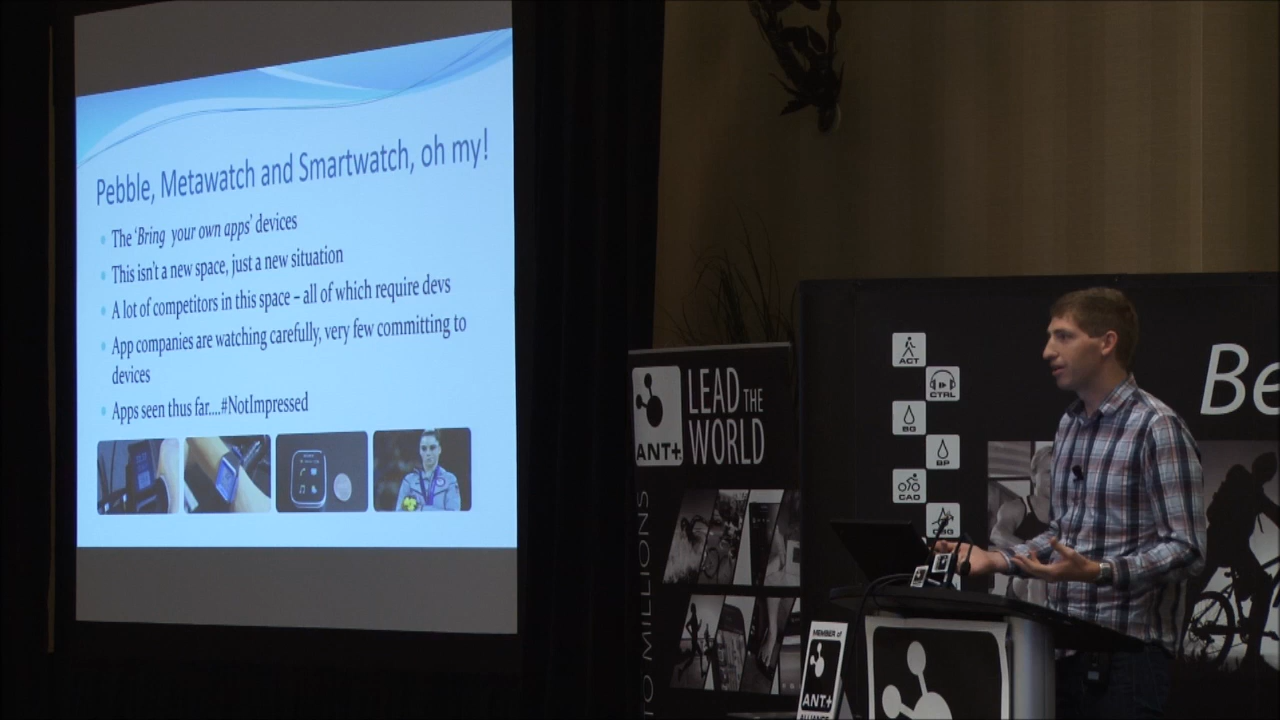 Pebble, Metawatch and Smartwatch, oh my!
The 'Bring your own apps' devices
This isn't a new space, just a new situation
A lot of competitors in this space – all of which require devs
App companies are watching carefully, very few committing to
devices
Apps seen thus far....#NotImpressed
ANT+
LEAD THE
WORLD
TO MILLIONS
ACT
CTRL
BG
BP
CAD
Be
MEMBER of
ANT+
ALLIANCE